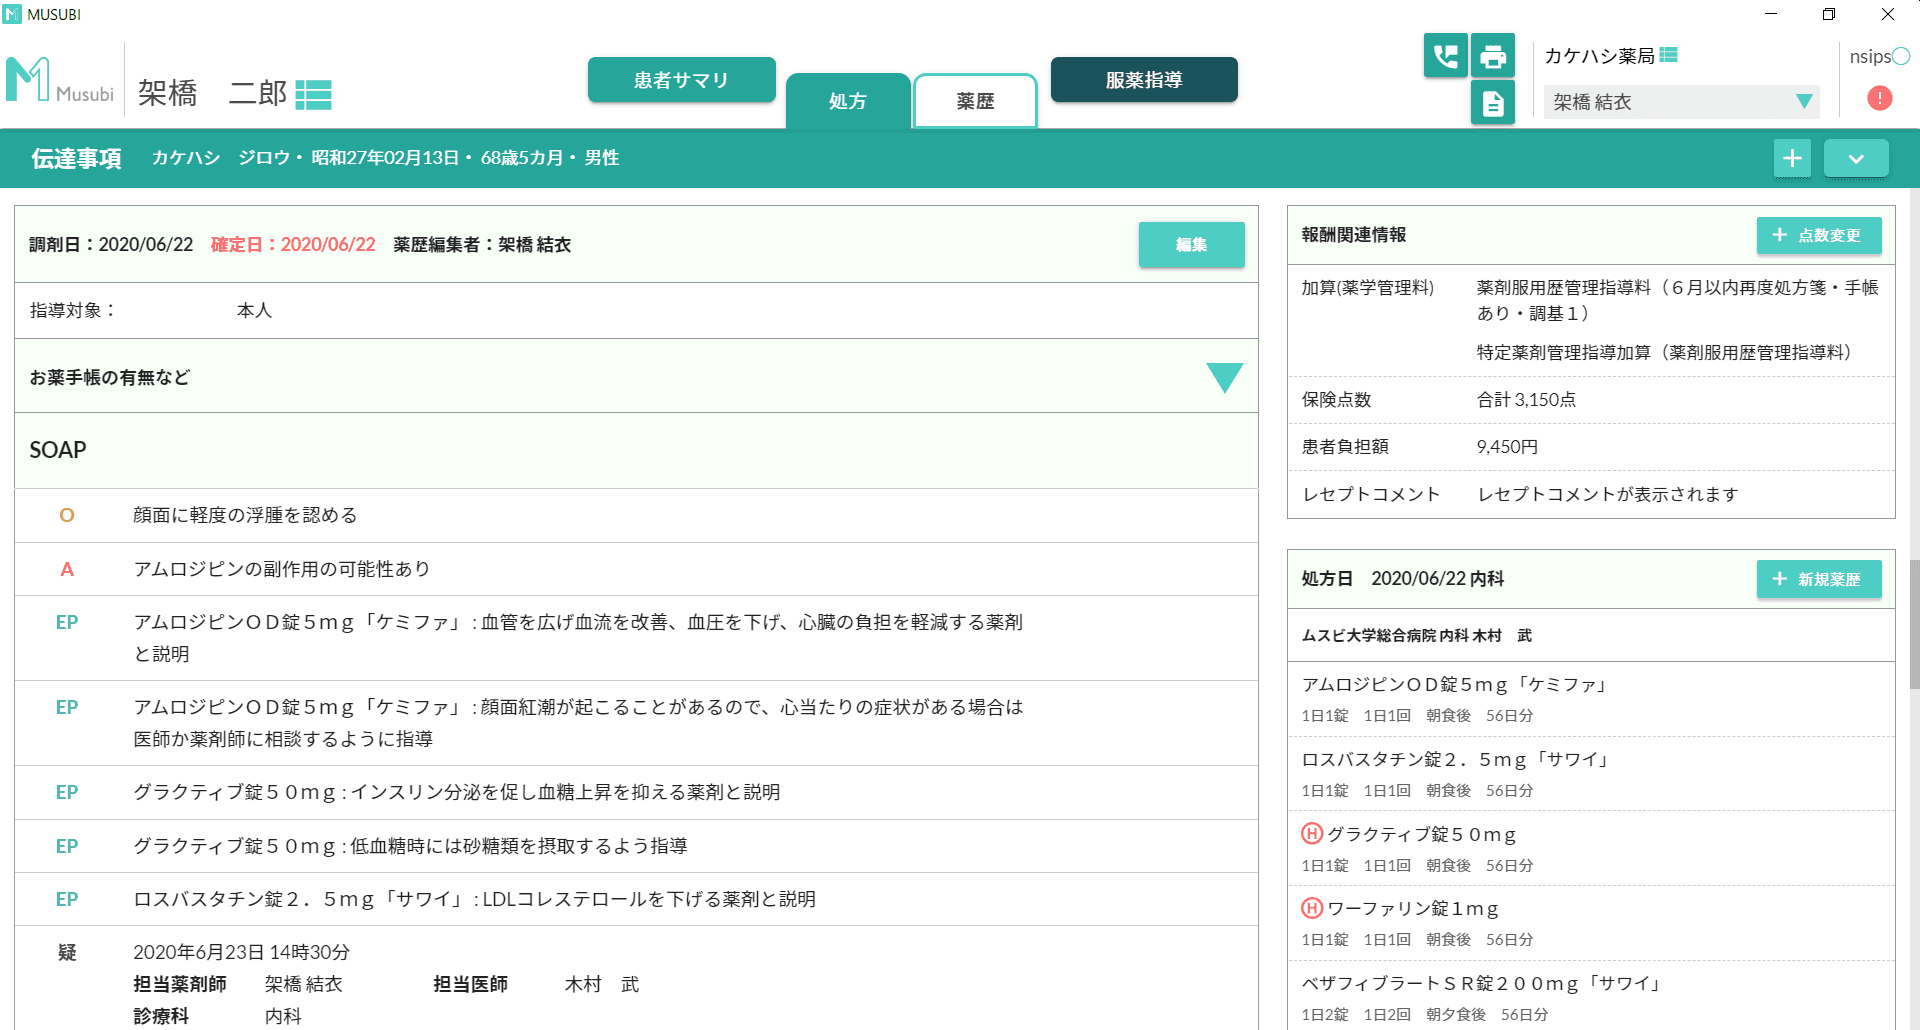 MUSUBI
Musubi
架橋　二郎
患者サマリ
処方
薬歴
服薬指導
カケハシ薬局
架橋 結衣
nsips
伝達事項
カケハシ　ジロウ・ 昭和27年02月13日・ 68歳5カ月・ 男性
調剤日：2020/06/22 確定日：2020/06/22 薬歴編集者：架橋 結衣
編集
指導対象： 本人
お薬手帳の有無など
SOAP
O 顔面に軽度の浮腫を認める
A アムロジピンの副作用の可能性あり
EP アムロジピンＯＤ錠５ｍｇ「ケミファ」 : 血管を広げ血流を改善、血圧を下げ、心臓の負担を軽減する薬剤
と説明
EP アムロジピンＯＤ錠５ｍｇ「ケミファ」 : 顔面紅潮が起こることがあるので、心当たりの症状がある場合は
医師か薬剤師に相談するように指導
EP グラクティブ錠５０ｍｇ : インスリン分泌を促し血糖上昇を抑える薬剤と説明
EP グラクティブ錠５０ｍｇ : 低血糖時には砂糖類を摂取するよう指導
EP ロスバスタチン錠２．５ｍｇ「サワイ」 : LDLコレステロールを下げる薬剤と説明
疑 2020年6月23日 14時30分
担当薬剤師 架橋 結衣 担当医師 木村　武
診療科 内科
報酬関連情報
＋ 点数変更
加算(薬学管理料) 薬剤服用歴管理指導料（６月以内再度処方箋・手帳
あり・調基１）
特定薬剤管理指導加算（薬剤服用歴管理指導料）
保険点数 合計 3,150点
患者負担額 9,450円
レセプトコメント レセプトコメントが表示されます
処方日　2020/06/22 内科
＋ 新規薬歴
ムスビ大学総合病院 内科 木村　武
アムロジピンＯＤ錠５ｍｇ「ケミファ」
1日1錠　1日1回　朝食後　56日分
ロスバスタチン錠２．５ｍｇ「サワイ」
1日1錠　1日1回　朝食後　56日分
Ⓗ グラクティブ錠５０ｍｇ
1日1錠　1日1回　朝食後　56日分
Ⓗ ワーファリン錠１ｍｇ
1日1錠　1日1回　朝食後　56日分
ベザフィブラートＳＲ錠２００ｍｇ「サワイ」
1日2錠　1日2回　朝夕食後　56日分